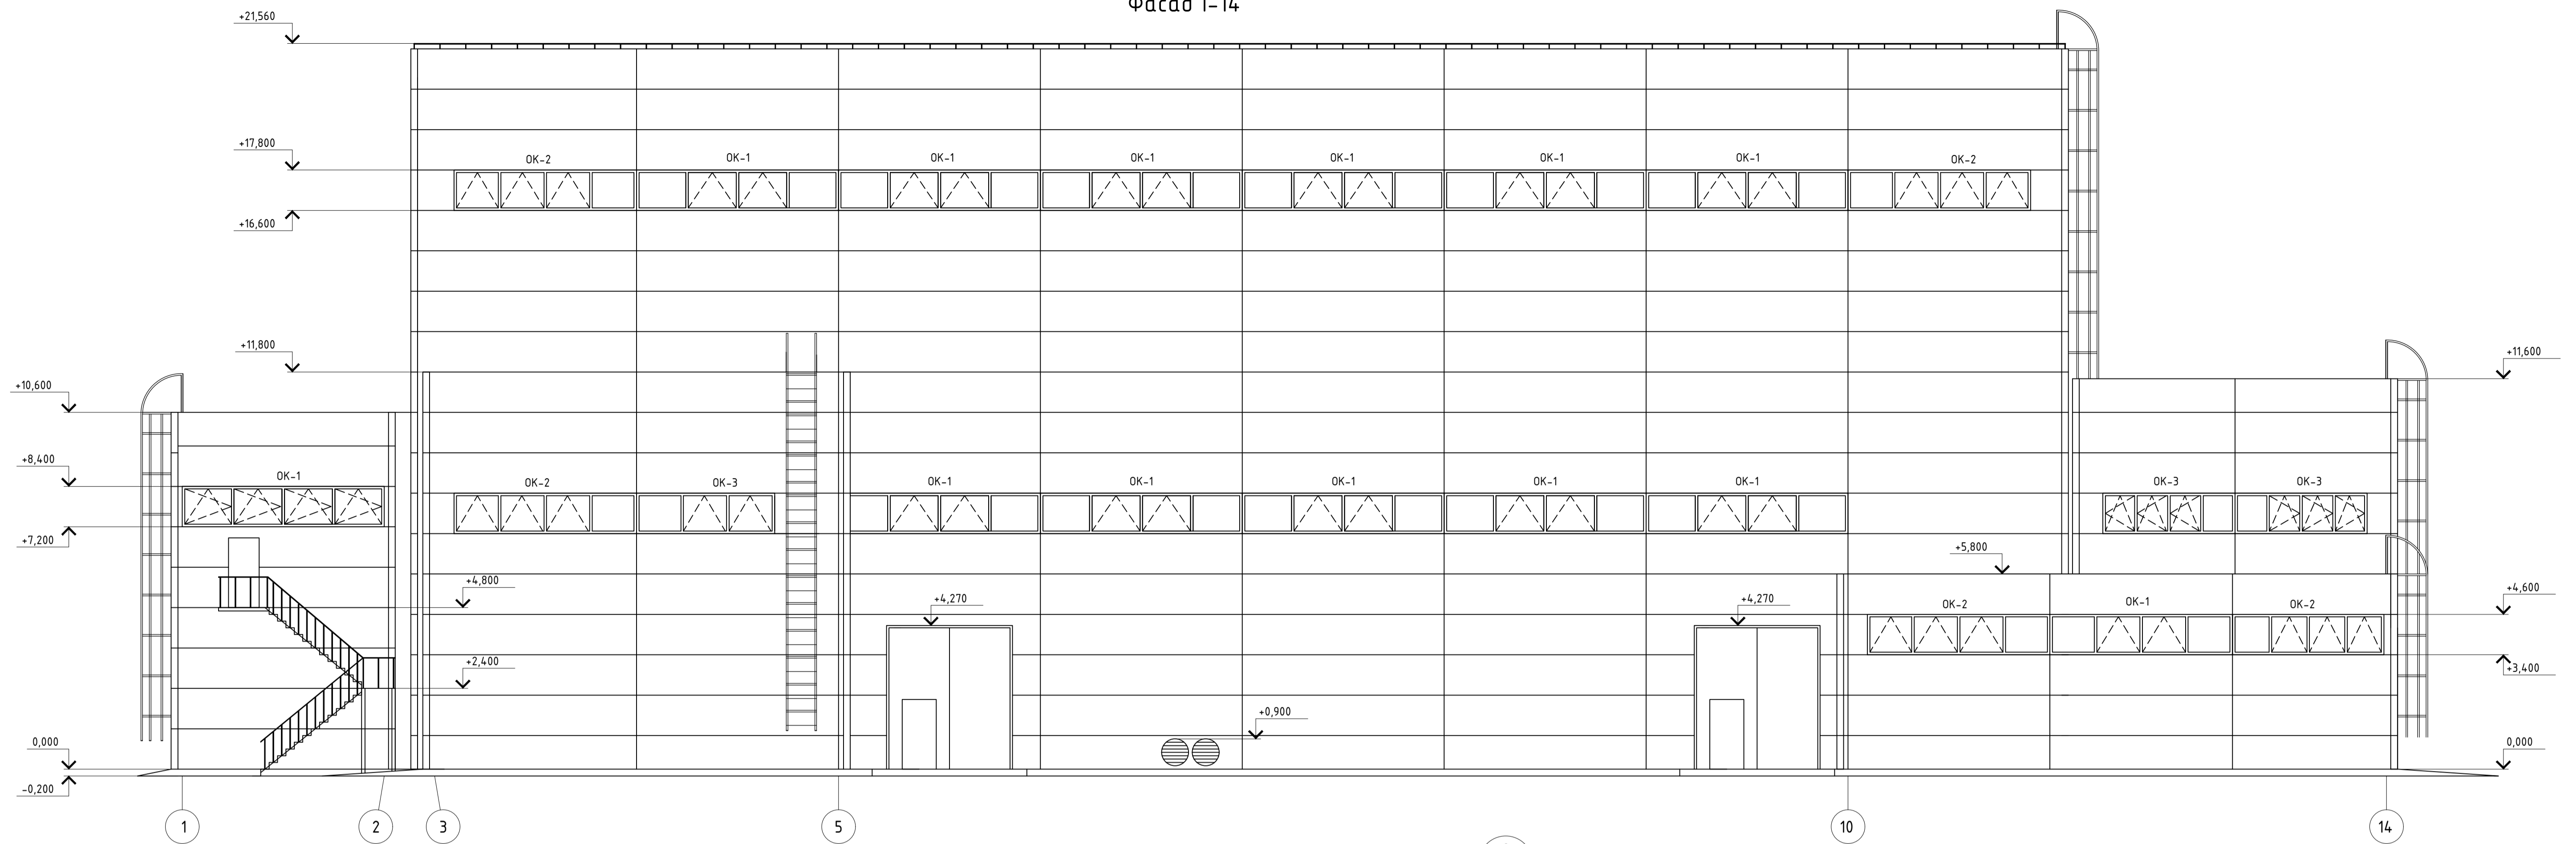 Фасад 1-14
+21,560
+17,800
ОК-2 ОК-1 ОК-1 ОК-1 ОК-1 ОК-1 ОК-1 ОК-2
+16,600
+11,800
+11,600
+10,600
+8,400
ОК-1
ОК-2 ОК-3 ОК-1 ОК-1 ОК-1 ОК-1 ОК-1 ОК-3 ОК-3
+7,200
+5,800
+4,800
+4,270 +4,270
ОК-2 ОК-1 ОК-2
+4,600
+2,400
+3,400
+0,900
0,000 0,000
-0,200
1 2 3 5 10 14